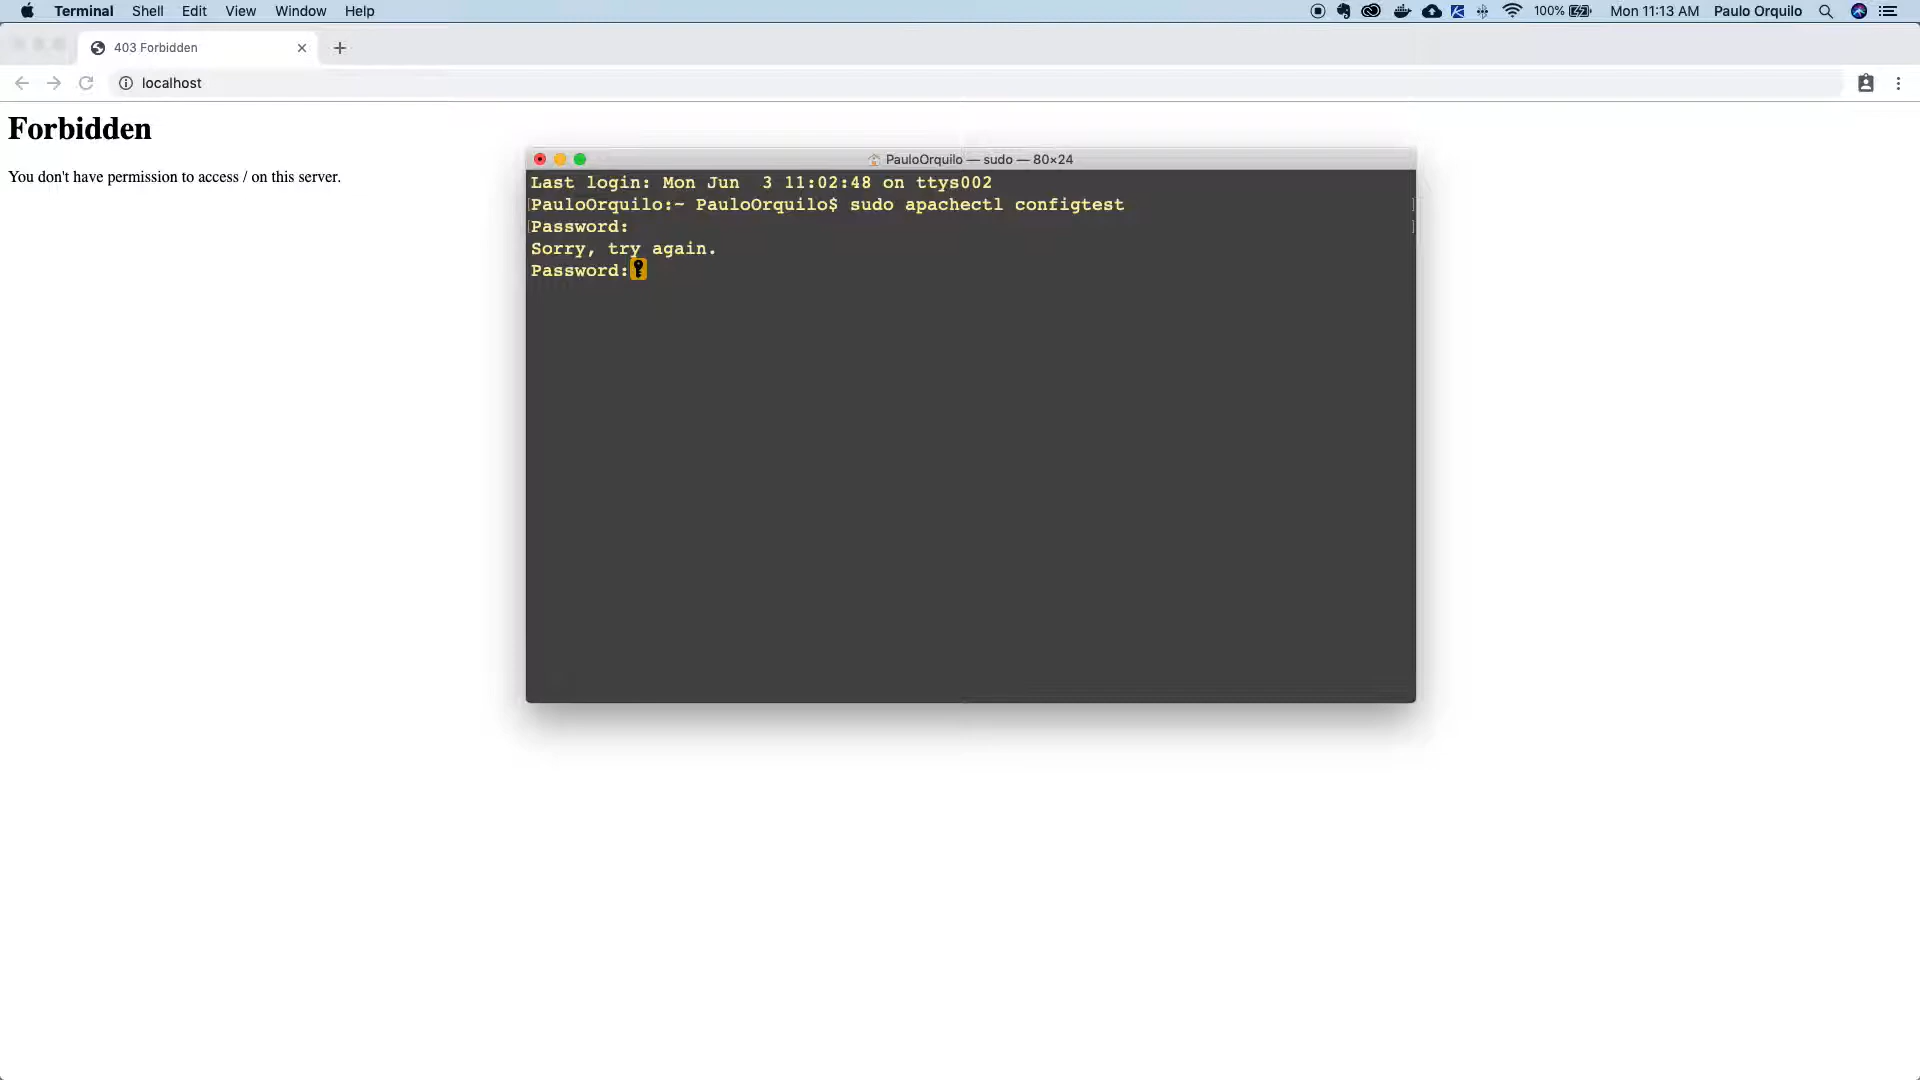 Terminal Shell Edit View Window Help 100% Mon 11:13 AM Paulo Orquilo
403 Forbidden
localhost
Forbidden
You don't have permission to access / on this server.
PauloOrquilo — sudo — 80×24
Last login: Mon Jun  3 11:02:48 on ttys002
[PauloOrquilo:~ PauloOrquilo$ sudo apachectl configtest ]
[Password: ]
Sorry, try again.
Password: